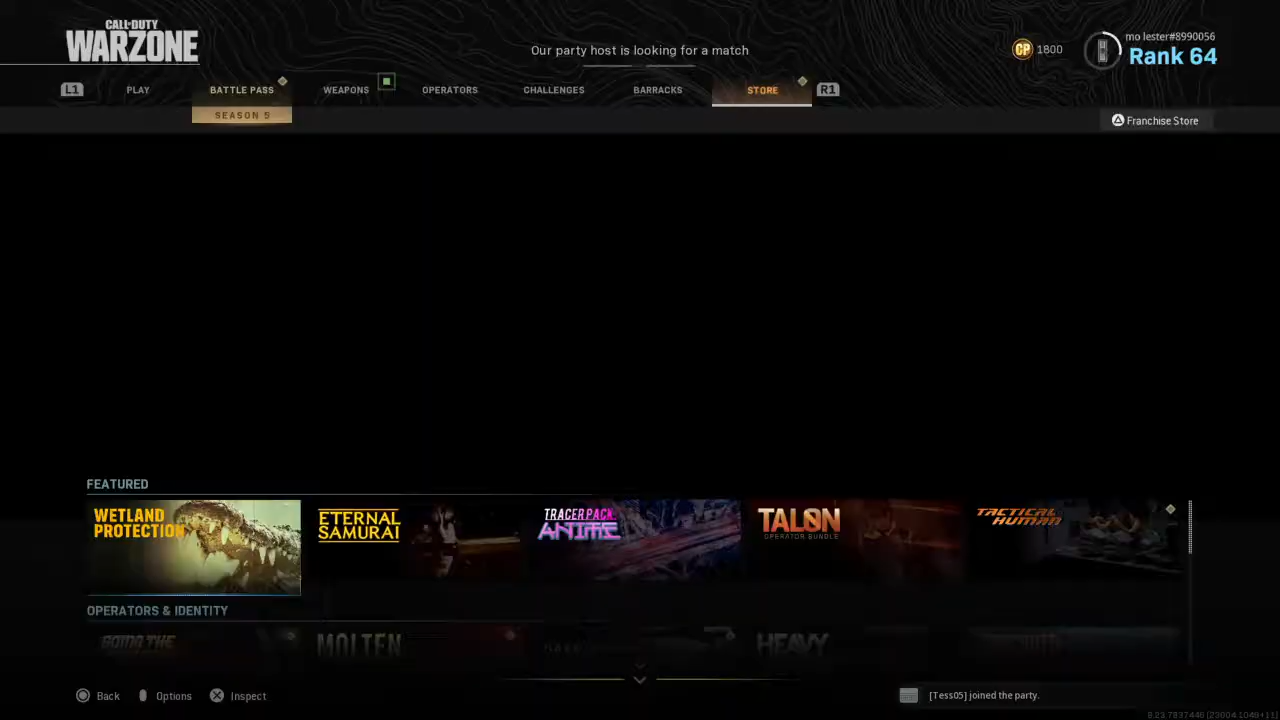 CALL OF DUTY
WARZONE
Our party host is looking for a match
CP 1800
mo lester#8990056
Rank 64
L1
PLAY
BATTLE PASS
WEAPONS
OPERATORS
CHALLENGES
BARRACKS
STORE
R1
SEASON 5
Franchise Store
FEATURED
WETLAND
PROTECTION
ETERNAL
SAMURAI
TRACER PACK
ANIME
TALON
OPERATOR BUNDLE
TACTICAL
HUMAN
OPERATORS & IDENTITY
GOING THE
MOLTEN
HEAVY
Back
Options
Inspect
[Tess05] joined the party.